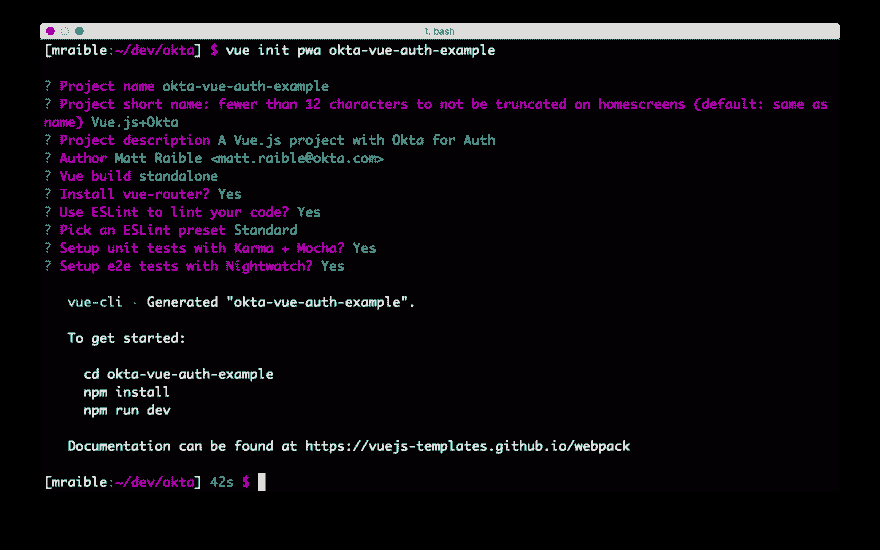 1. bash
[mraible:~/dev/okta] $ vue init pwa okta-vue-auth-example
? Project name okta-vue-auth-example
? Project short name: fewer than 12 characters to not be truncated on homescreens (default: same as
name) Vue.js+Okta
? Project description A Vue.js project with Okta for Auth
? Author Matt Raible <matt.raible@okta.com>
? Vue build standalone
? Install vue-router? Yes
? Use ESLint to lint your code? Yes
? Pick an ESLint preset Standard
? Setup unit tests with Karma + Mocha? Yes
? Setup e2e tests with Nightwatch? Yes
vue-cli · Generated "okta-vue-auth-example".
To get started:
cd okta-vue-auth-example
npm install
npm run dev
Documentation can be found at https://vuejs-templates.github.io/webpack
[mraible:~/dev/okta] 42s $